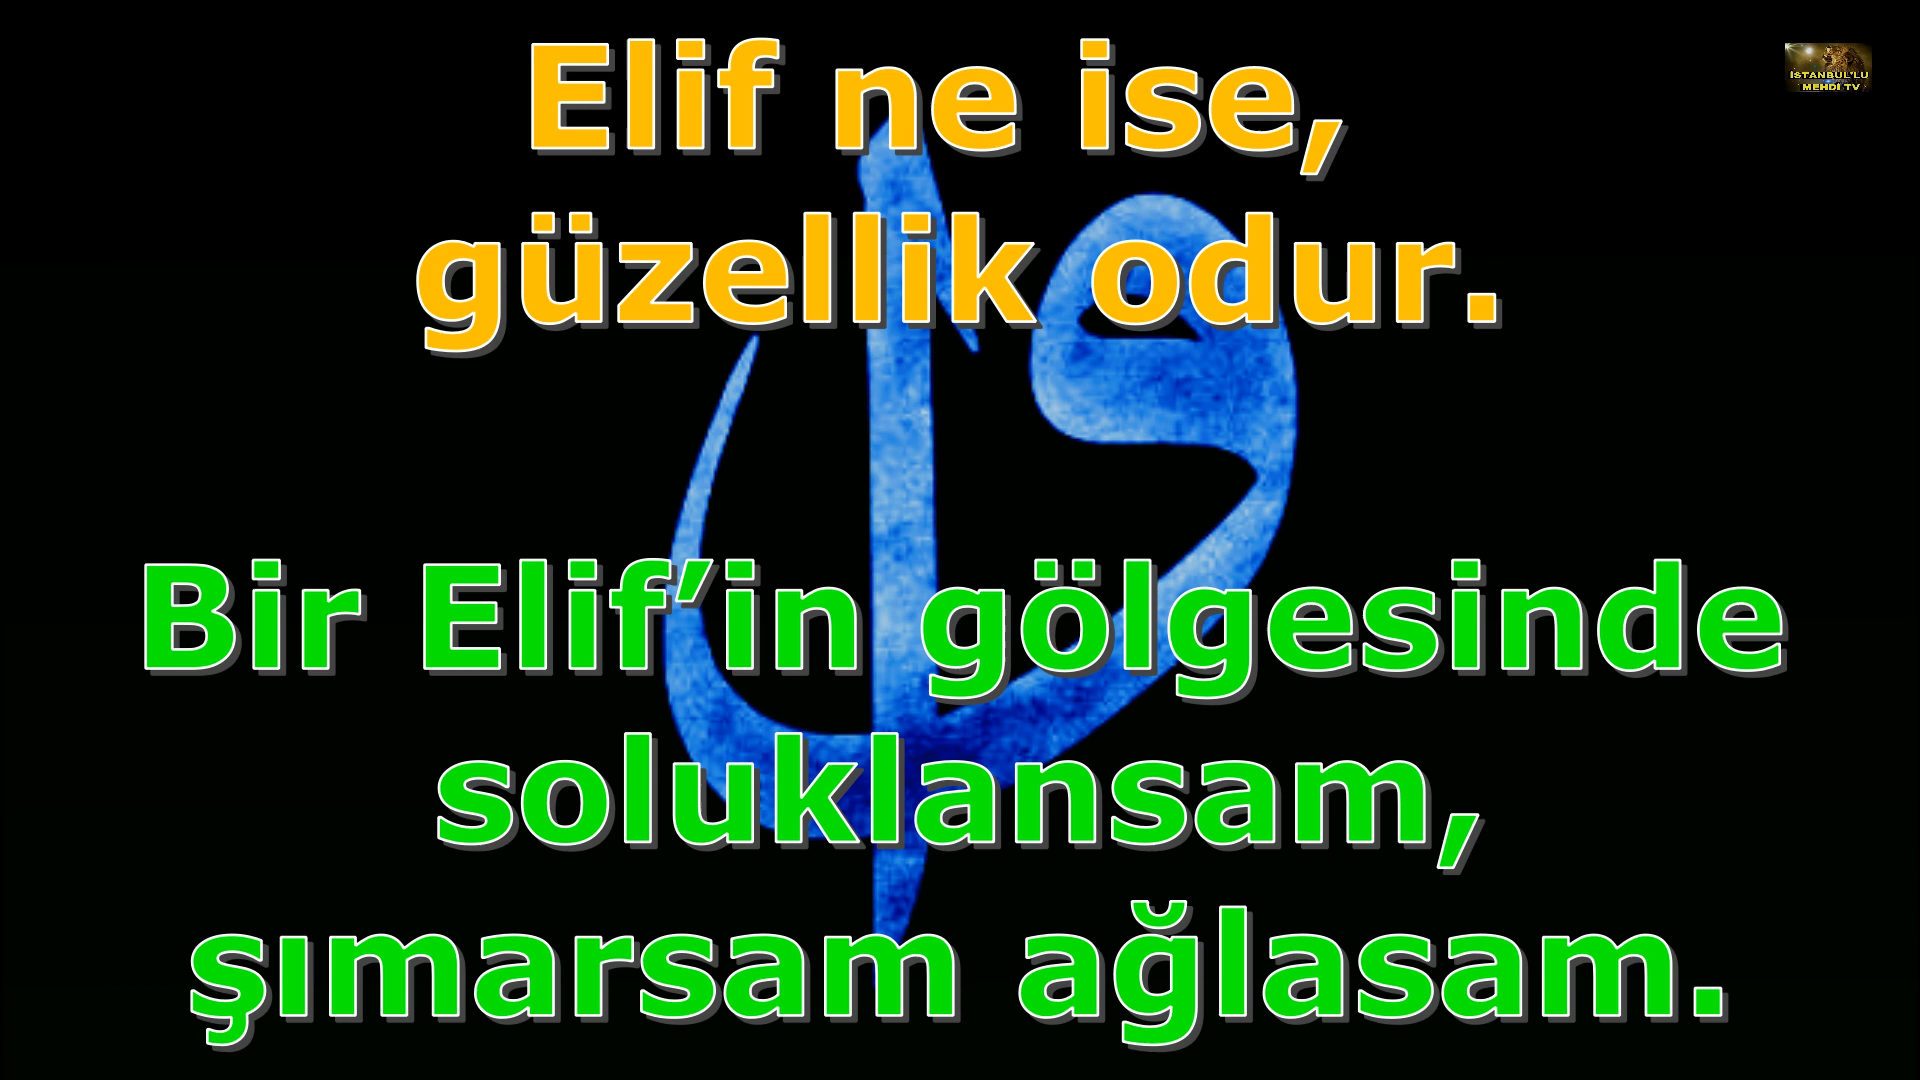 Elif ne ise,
İSTANBUL'LU
MEHDİ TV
güzellik odur.
Bir Elif’in gölgesinde
soluklansam,
şımarsam ağlasam.